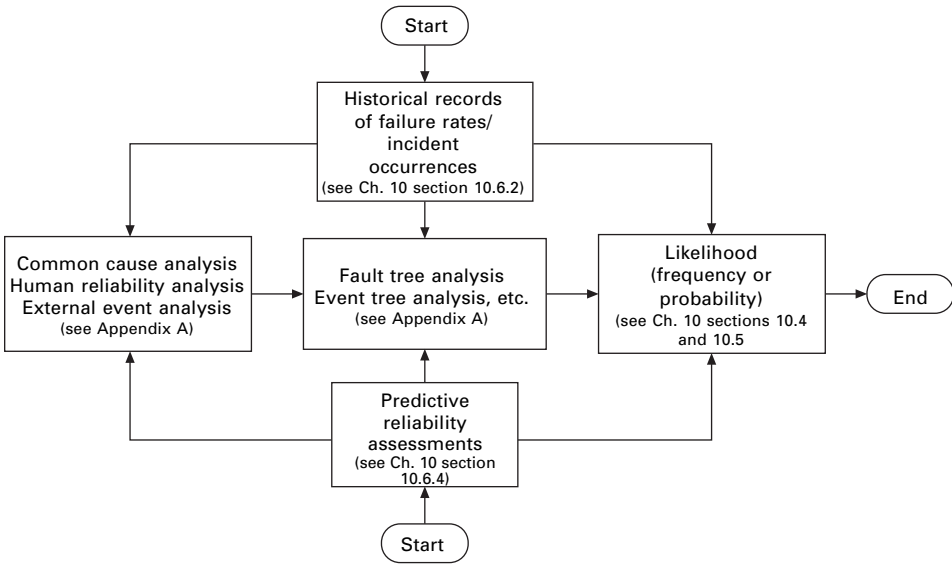 Start
Historical records
of failure rates/
incident
occurrences
(see Ch. 10 section 10.6.2)
Common cause analysis
Human reliability analysis
External event analysis
(see Appendix A)
Fault tree analysis
Event tree analysis, etc.
(see Appendix A)
Likelihood
(frequency or
probability)
(see Ch. 10 sections 10.4
and 10.5
End
Predictive
reliability
assessments
(see Ch. 10 section
10.6.4)
Start